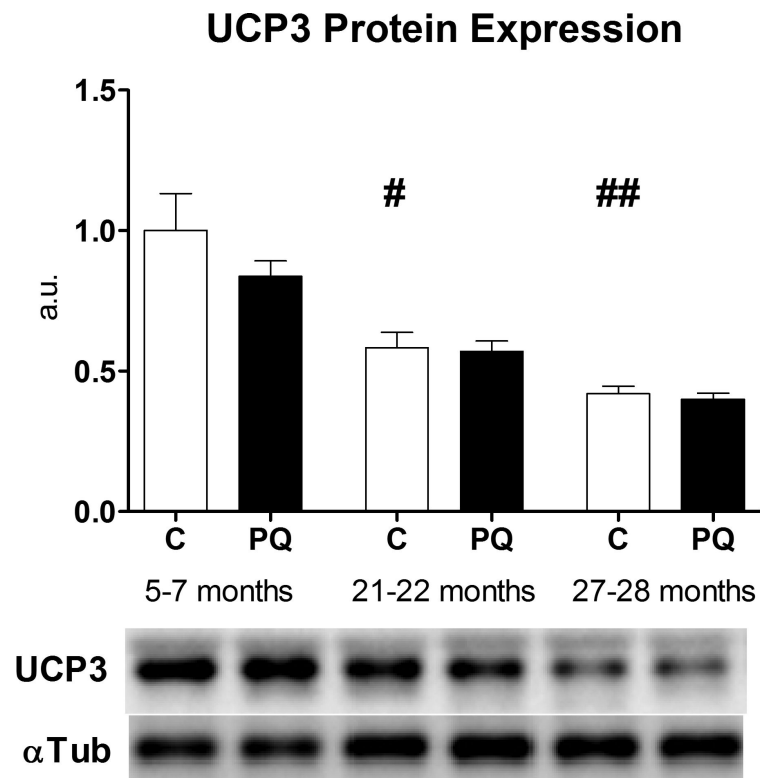 UCP3 Protein Expression
1.5
# ##
1.0
a.u.
0.5
0.0
C PQ C PQ C PQ
5-7 months 21-22 months 27-28 months
UCP3
αTub